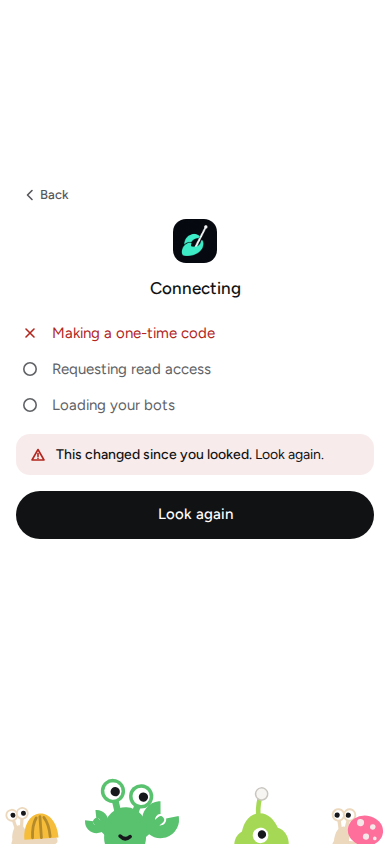 Back
Connecting
Making a one-time code
Requesting read access
Loading your bots
This changed since you looked. Look again.
Look again